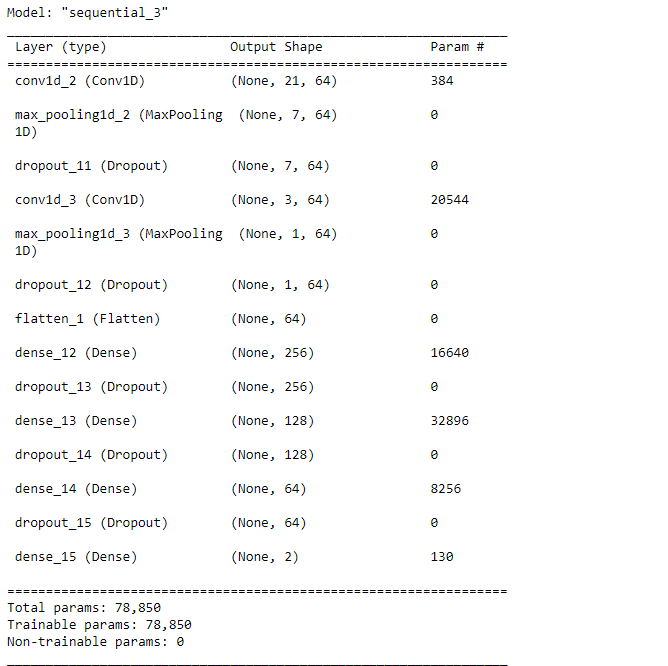 Model: "sequential_3"
_________________________________________________________________
Layer (type) Output Shape Param #
=================================================================
conv1d_2 (Conv1D) (None, 21, 64) 384
max_pooling1d_2 (MaxPooling (None, 7, 64) 0
1D)
dropout_11 (Dropout) (None, 7, 64) 0
conv1d_3 (Conv1D) (None, 3, 64) 20544
max_pooling1d_3 (MaxPooling (None, 1, 64) 0
1D)
dropout_12 (Dropout) (None, 1, 64) 0
flatten_1 (Flatten) (None, 64) 0
dense_12 (Dense) (None, 256) 16640
dropout_13 (Dropout) (None, 256) 0
dense_13 (Dense) (None, 128) 32896
dropout_14 (Dropout) (None, 128) 0
dense_14 (Dense) (None, 64) 8256
dropout_15 (Dropout) (None, 64) 0
dense_15 (Dense) (None, 2) 130
=================================================================
Total params: 78,850
Trainable params: 78,850
Non-trainable params: 0
_________________________________________________________________